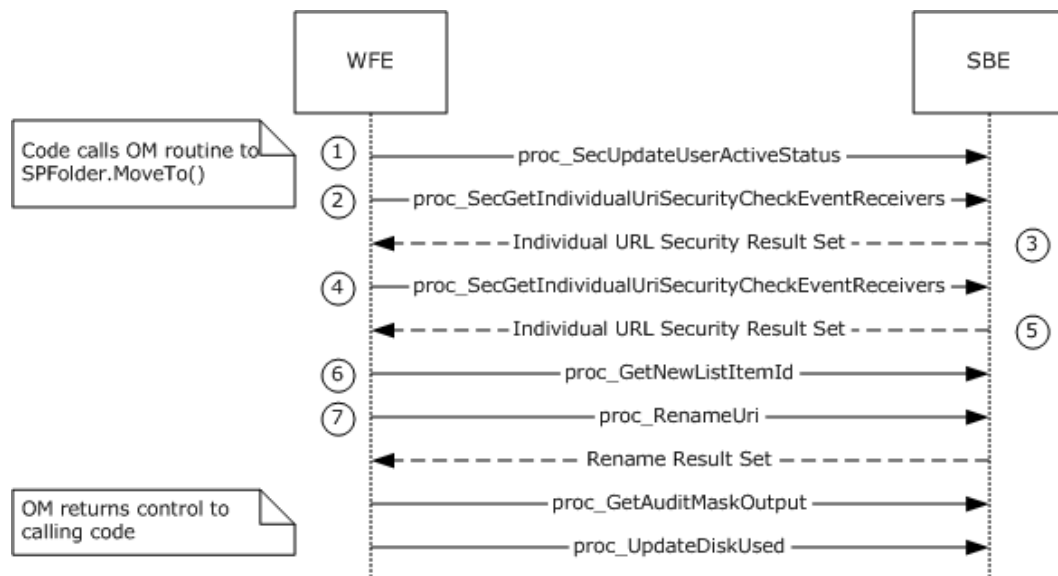 WFE
SBE
Code calls OM routine to
SPFolder.MoveTo()
1
proc_SecUpdateUserActiveStatus
2
proc_SecGetIndividualUriSecurityCheckEventReceivers
Individual URL Security Result Set
3
4
proc_SecGetIndividualUriSecurityCheckEventReceivers
Individual URL Security Result Set
5
6
proc_GetNewListItemId
7
proc_RenameUri
Rename Result Set
OM returns control to
calling code
proc_GetAuditMaskOutput
proc_UpdateDiskUsed